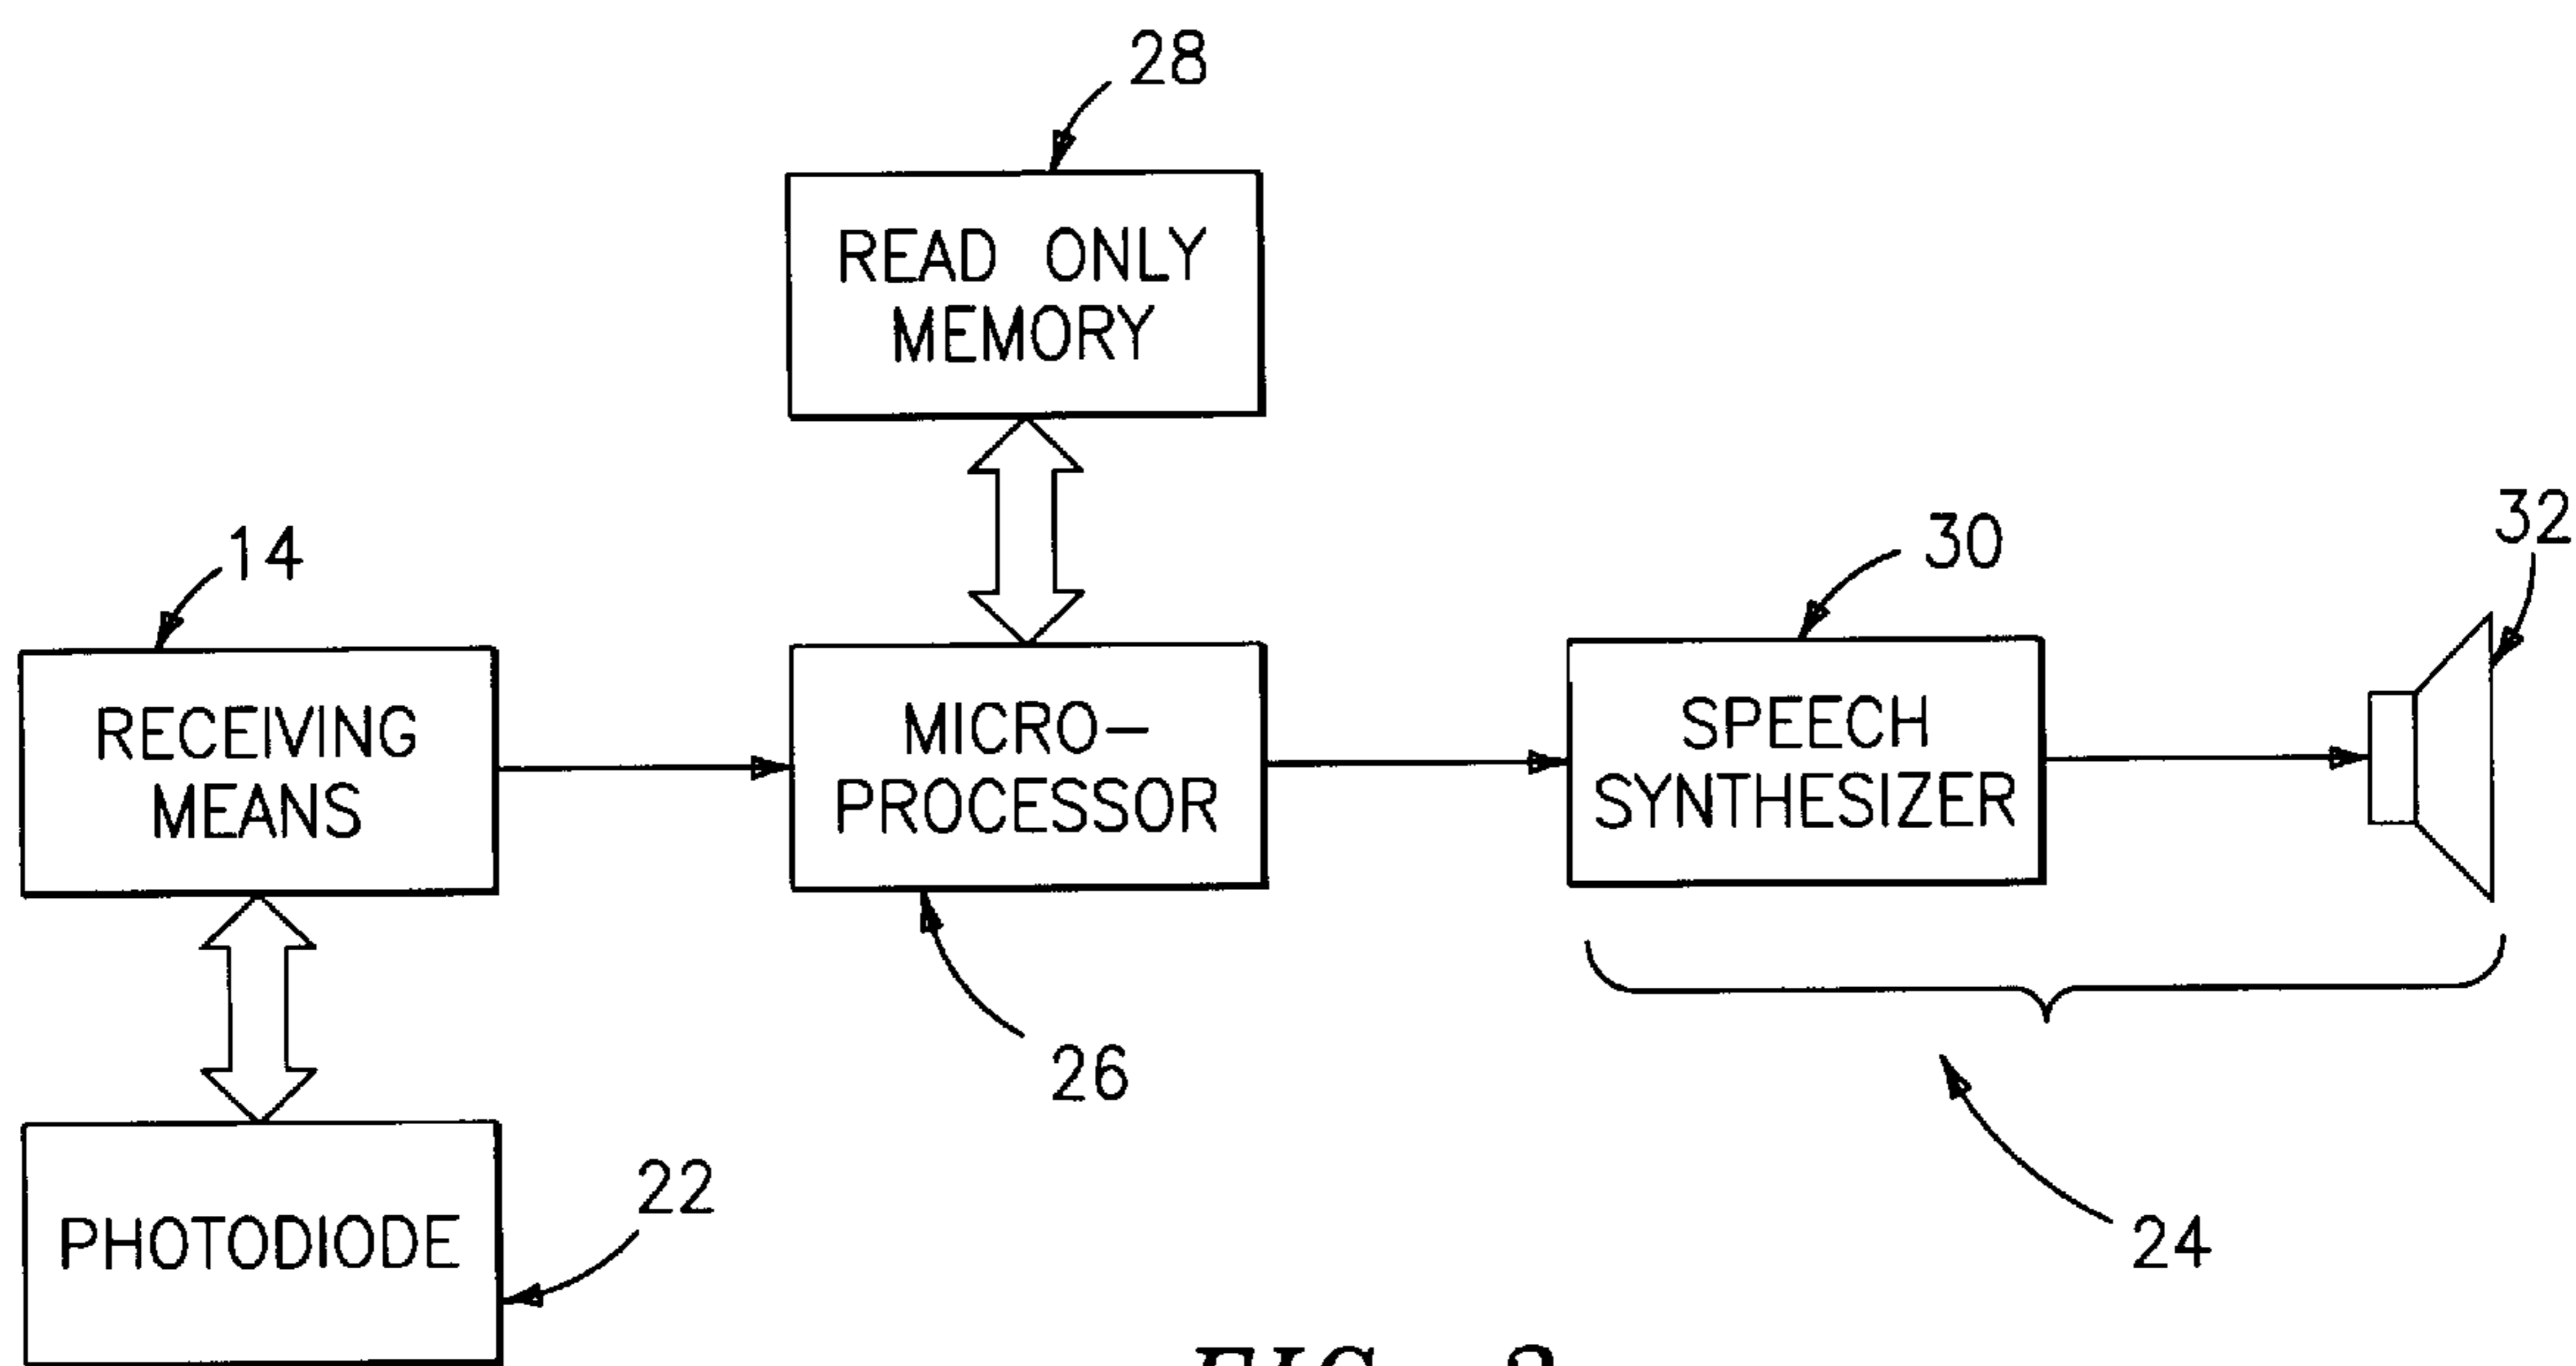 28
READ ONLY
MEMORY
14
30
32
RECEIVING
MEANS
MICRO-
PROCESSOR
SPEECH
SYNTHESIZER
26
22
PHOTODIODE
24